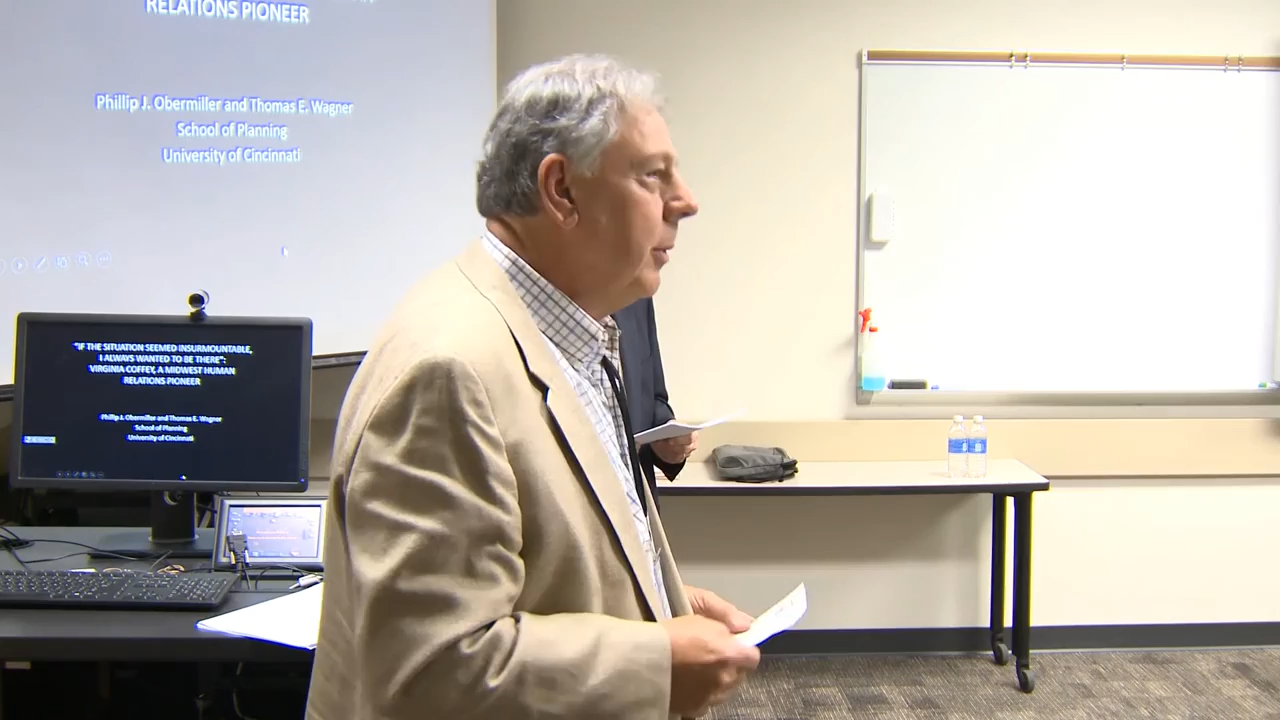 RELATIONS PIONEER
Phillip J. Obermiller and Thomas E. Wagner
School of Planning
University of Cincinnati
"IF THE SITUATION SEEMED INSURMOUNTABLE,
I ALWAYS WANTED TO BE THERE":
VIRGINIA COFFEY, A MIDWEST HUMAN
RELATIONS PIONEER
Phillip J. Obermiller and Thomas E. Wagner
School of Planning
University of Cincinnati